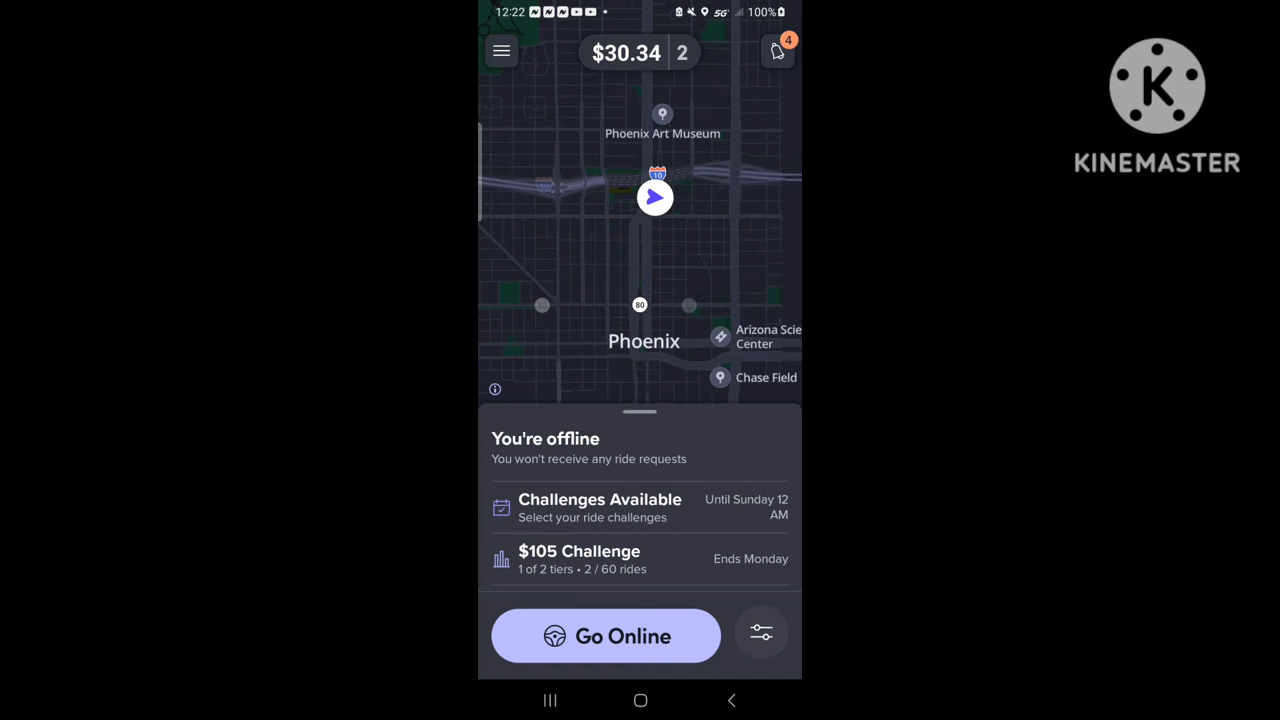 12:22
5G
100%
$30.34 2
4
K
KINEMASTER
Phoenix Art Museum
10
80
Phoenix
Arizona Scie
Center
Chase Field
You're offline
You won't receive any ride requests
Challenges Available
Select your ride challenges
Until Sunday 12
AM
$105 Challenge
1 of 2 tiers • 2 / 60 rides
Ends Monday
Go Online